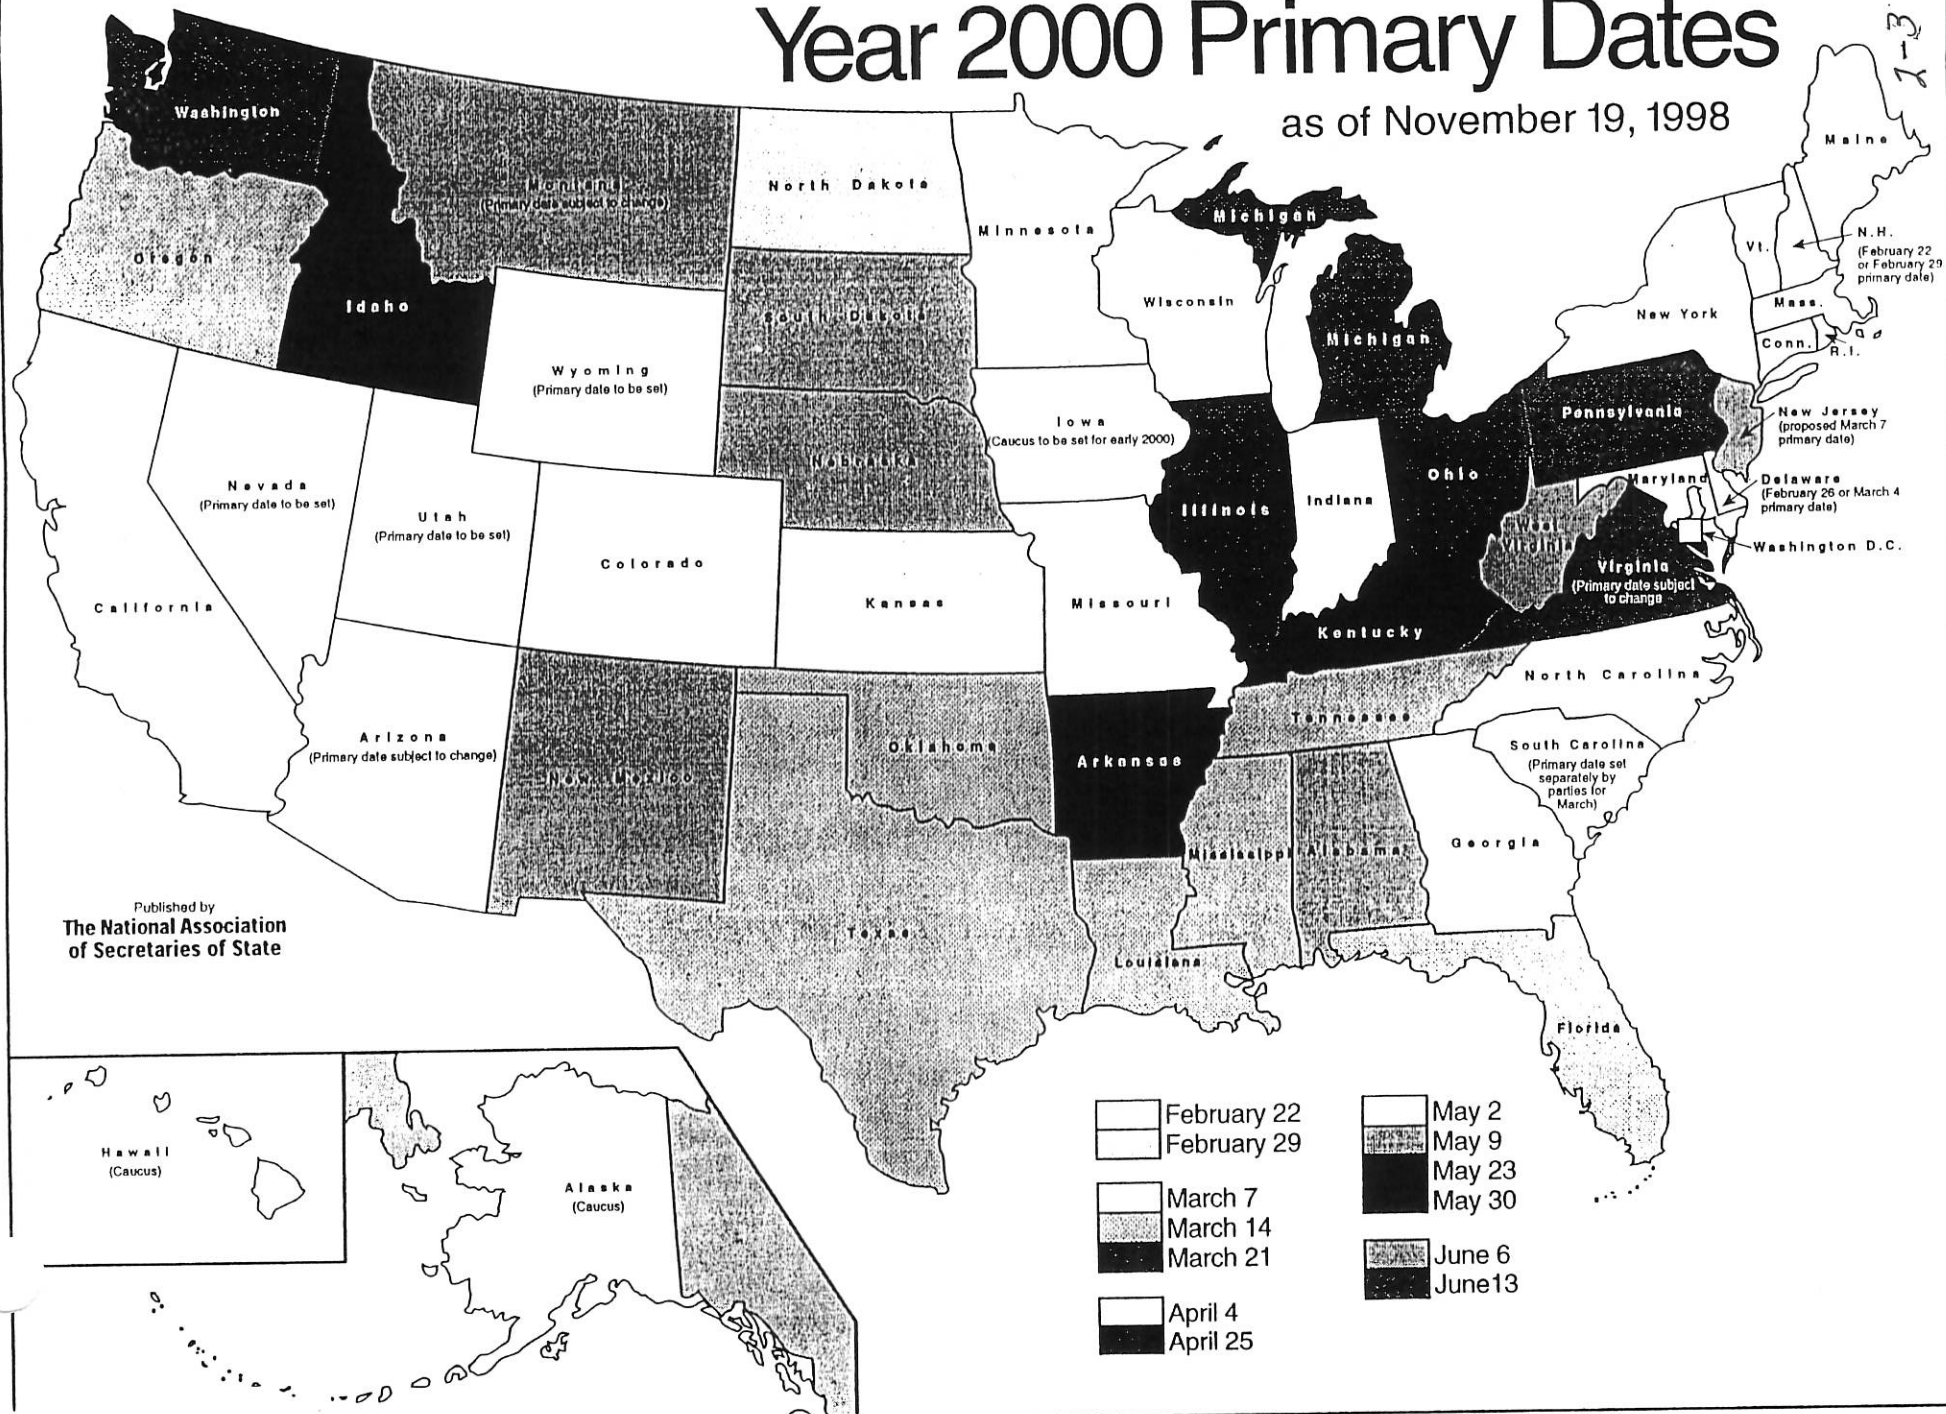 Year 2000 Primary Dates
as of November 19, 1998
2-3
Washington
Montana
(Primary date subject to change)
North Dakota
Minnesota
Michigan
Maine
Vt.
N.H.
(February 22
or February 29
primary date)
Oregon
Idaho
South Dakota
Wisconsin
Michigan
New York
Mass.
Conn.
R.I.
Wyoming
(Primary date to be set)
Iowa
(Caucus to be set for early 2000)
Pennsylvania
New Jersey
(proposed March 7
primary date)
Nebraska
Nevada
(Primary date to be set)
Utah
(Primary date to be set)
Illinois
Indiana
Ohio
Maryland
Delaware
(February 26 or March 4
primary date)
West
Virginia
Washington D.C.
Colorado
Virginia
(Primary date subject
to change
California
Kansas
Missouri
Kentucky
North Carolina
Arizona
(Primary date subject to change)
New Mexico
Oklahoma
Arkansas
Tennessee
South Carolina
(Primary date set
separately by
parties for
March)
Mississippi
Alabama
Georgia
Texas
Louisiana
Florida
Published by
The National Association
of Secretaries of State
Hawaii
(Caucus)
Alaska
(Caucus)
February 22
February 29
March 7
March 14
March 21
April 4
April 25
May 2
May 9
May 23
May 30
June 6
June13